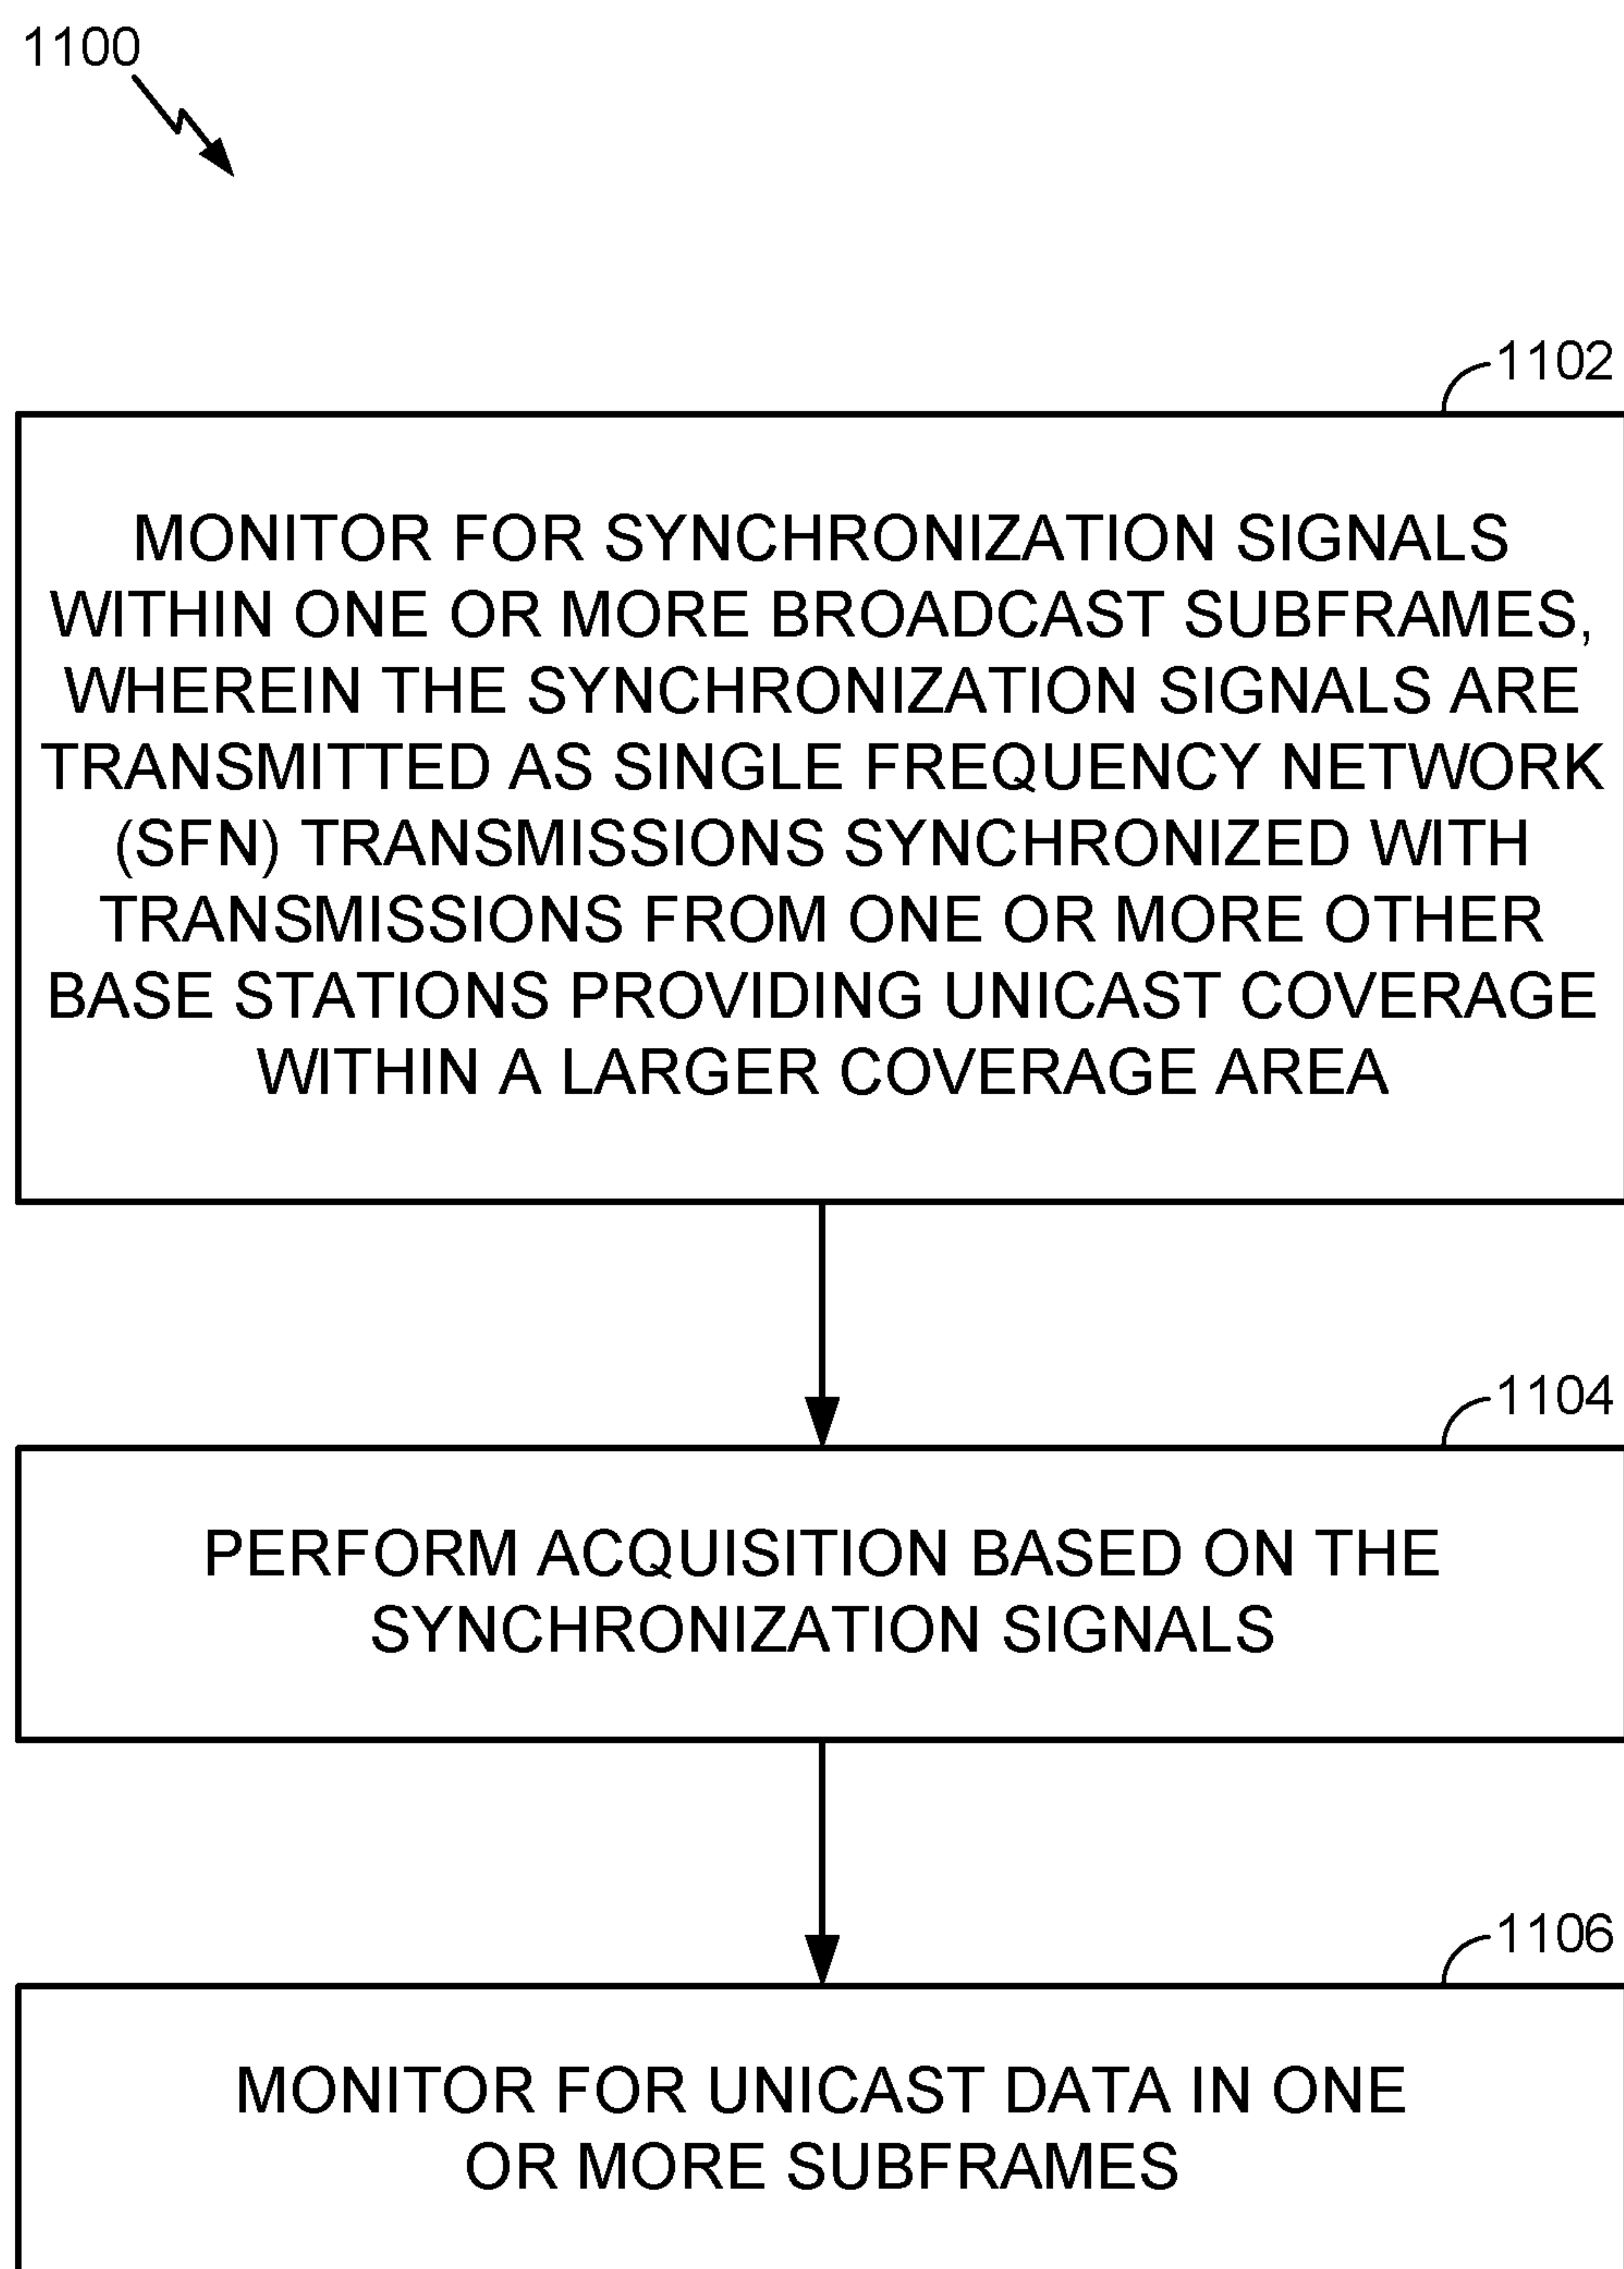 1100
1102
MONITOR FOR SYNCHRONIZATION SIGNALS
WITHIN ONE OR MORE BROADCAST SUBFRAMES,
WHEREIN THE SYNCHRONIZATION SIGNALS ARE
TRANSMITTED AS SINGLE FREQUENCY NETWORK
(SFN) TRANSMISSIONS SYNCHRONIZED WITH
TRANSMISSIONS FROM ONE OR MORE OTHER
BASE STATIONS PROVIDING UNICAST COVERAGE
WITHIN A LARGER COVERAGE AREA
1104
PERFORM ACQUISITION BASED ON THE
SYNCHRONIZATION SIGNALS
1106
MONITOR FOR UNICAST DATA IN ONE
OR MORE SUBFRAMES